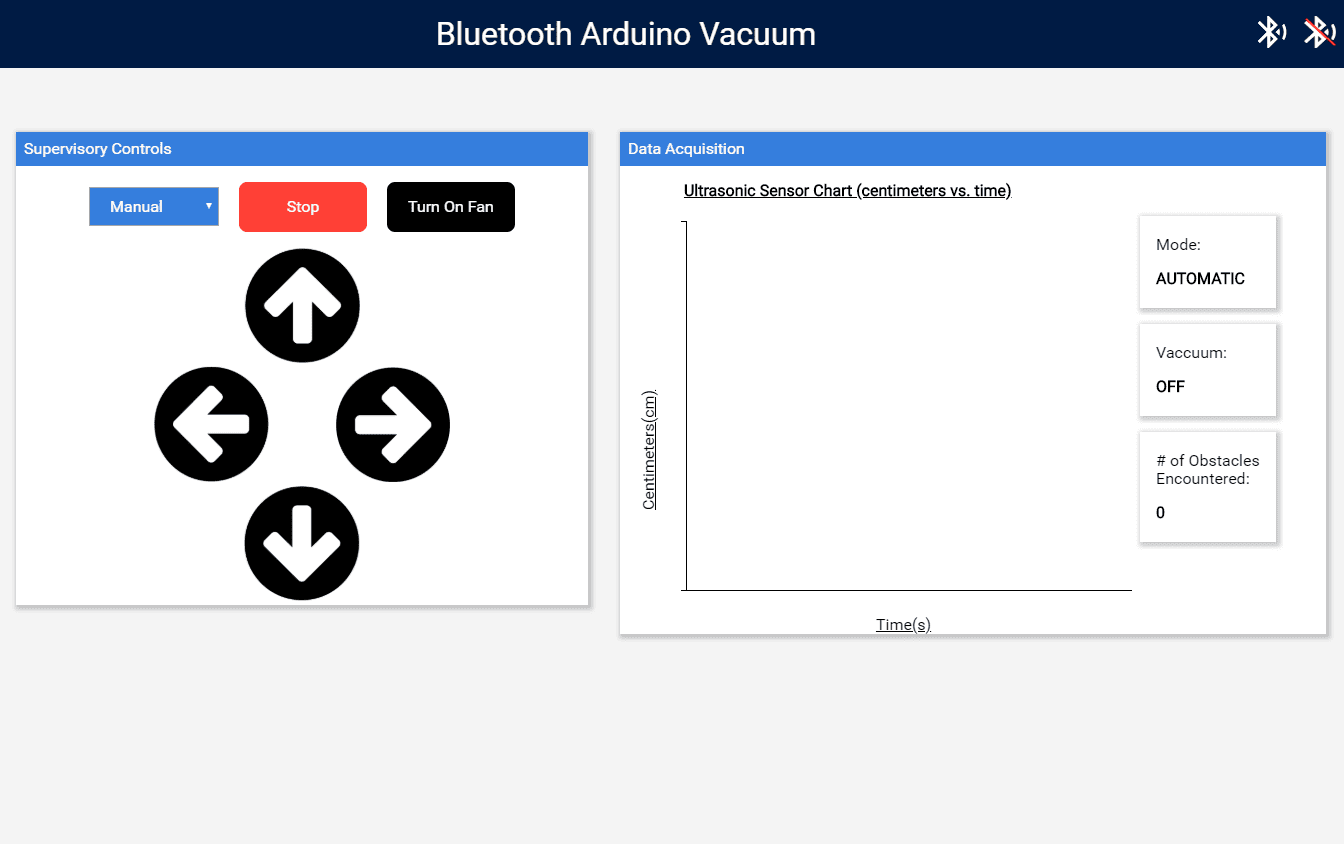 Bluetooth Arduino Vacuum
Supervisory Controls
Manual
Stop
Turn On Fan
Data Acquisition
Ultrasonic Sensor Chart (centimeters vs. time)
Centimeters(cm)
Time(s)
Mode:
AUTOMATIC
Vaccuum:
OFF
# of Obstacles
Encountered:
0